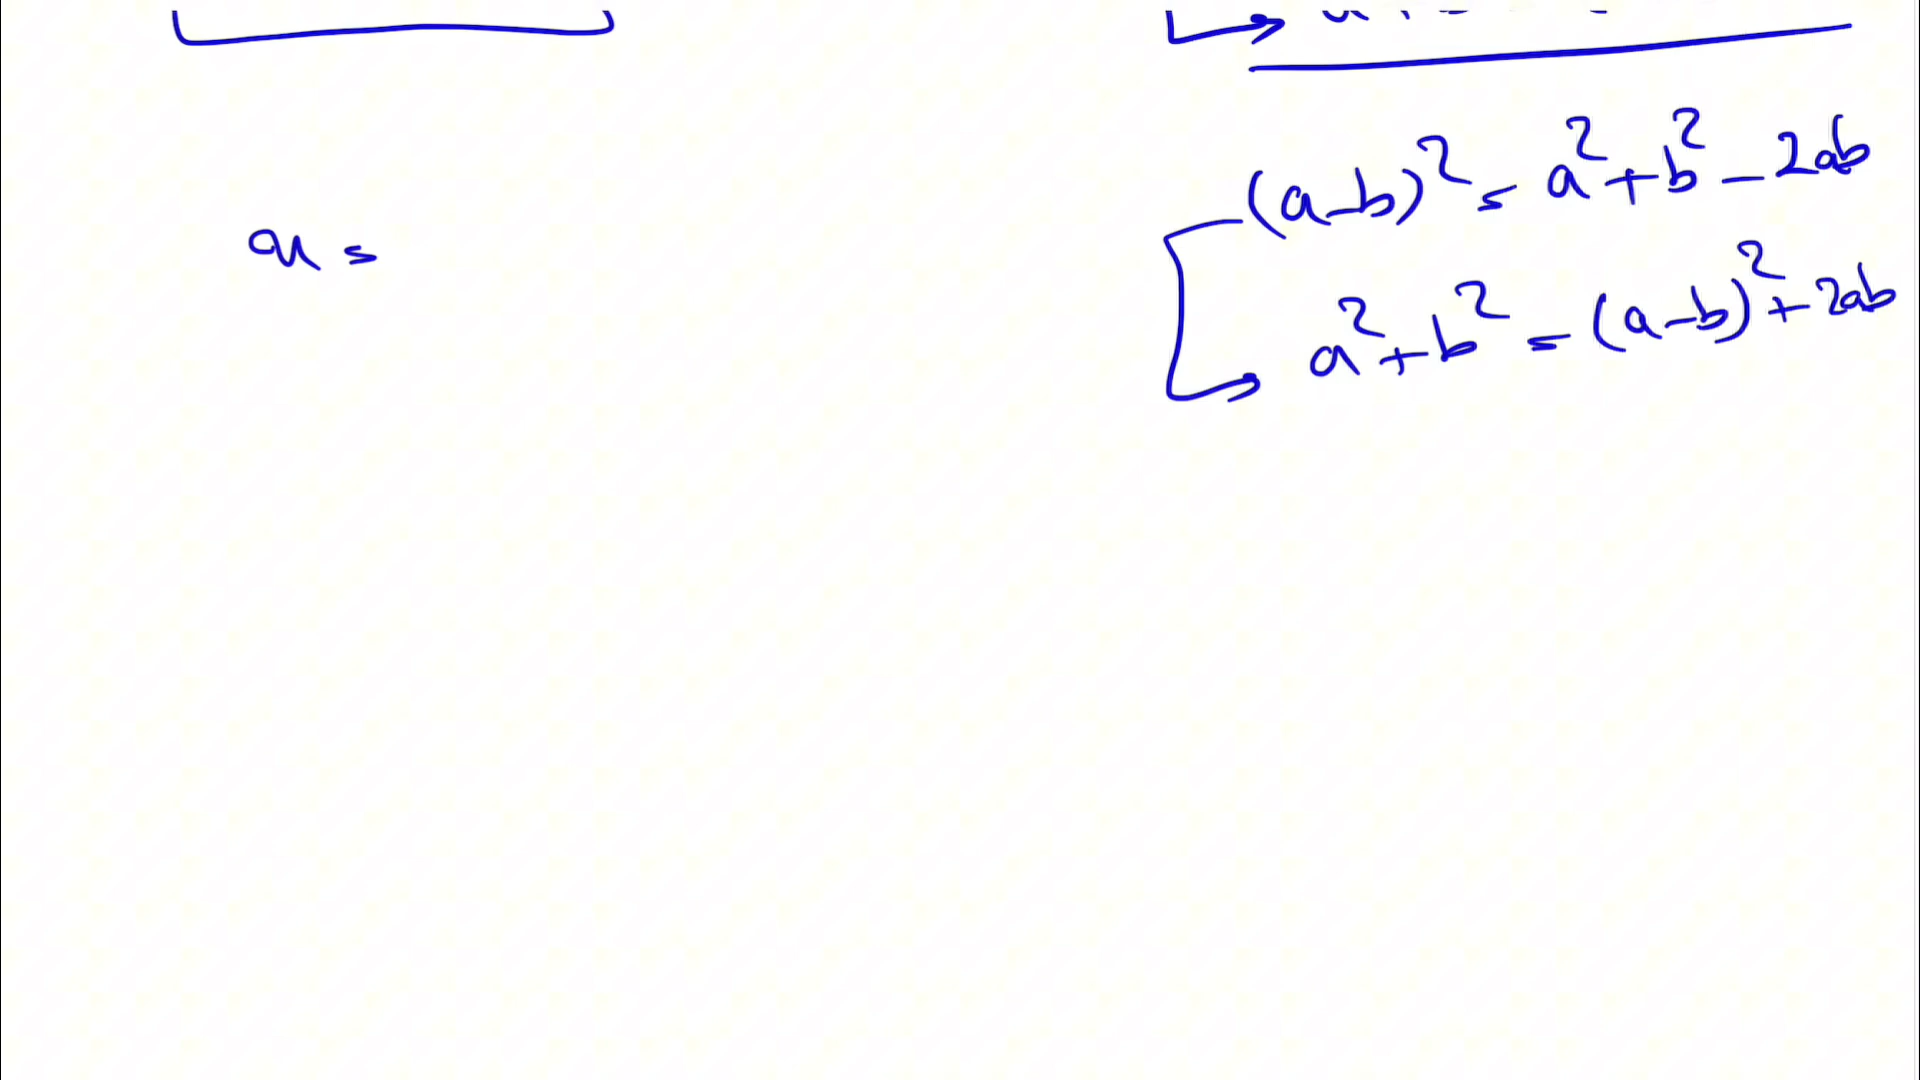 (a-b)² = a² + b² - 2ab
a =
a² + b² = (a-b)² + 2ab